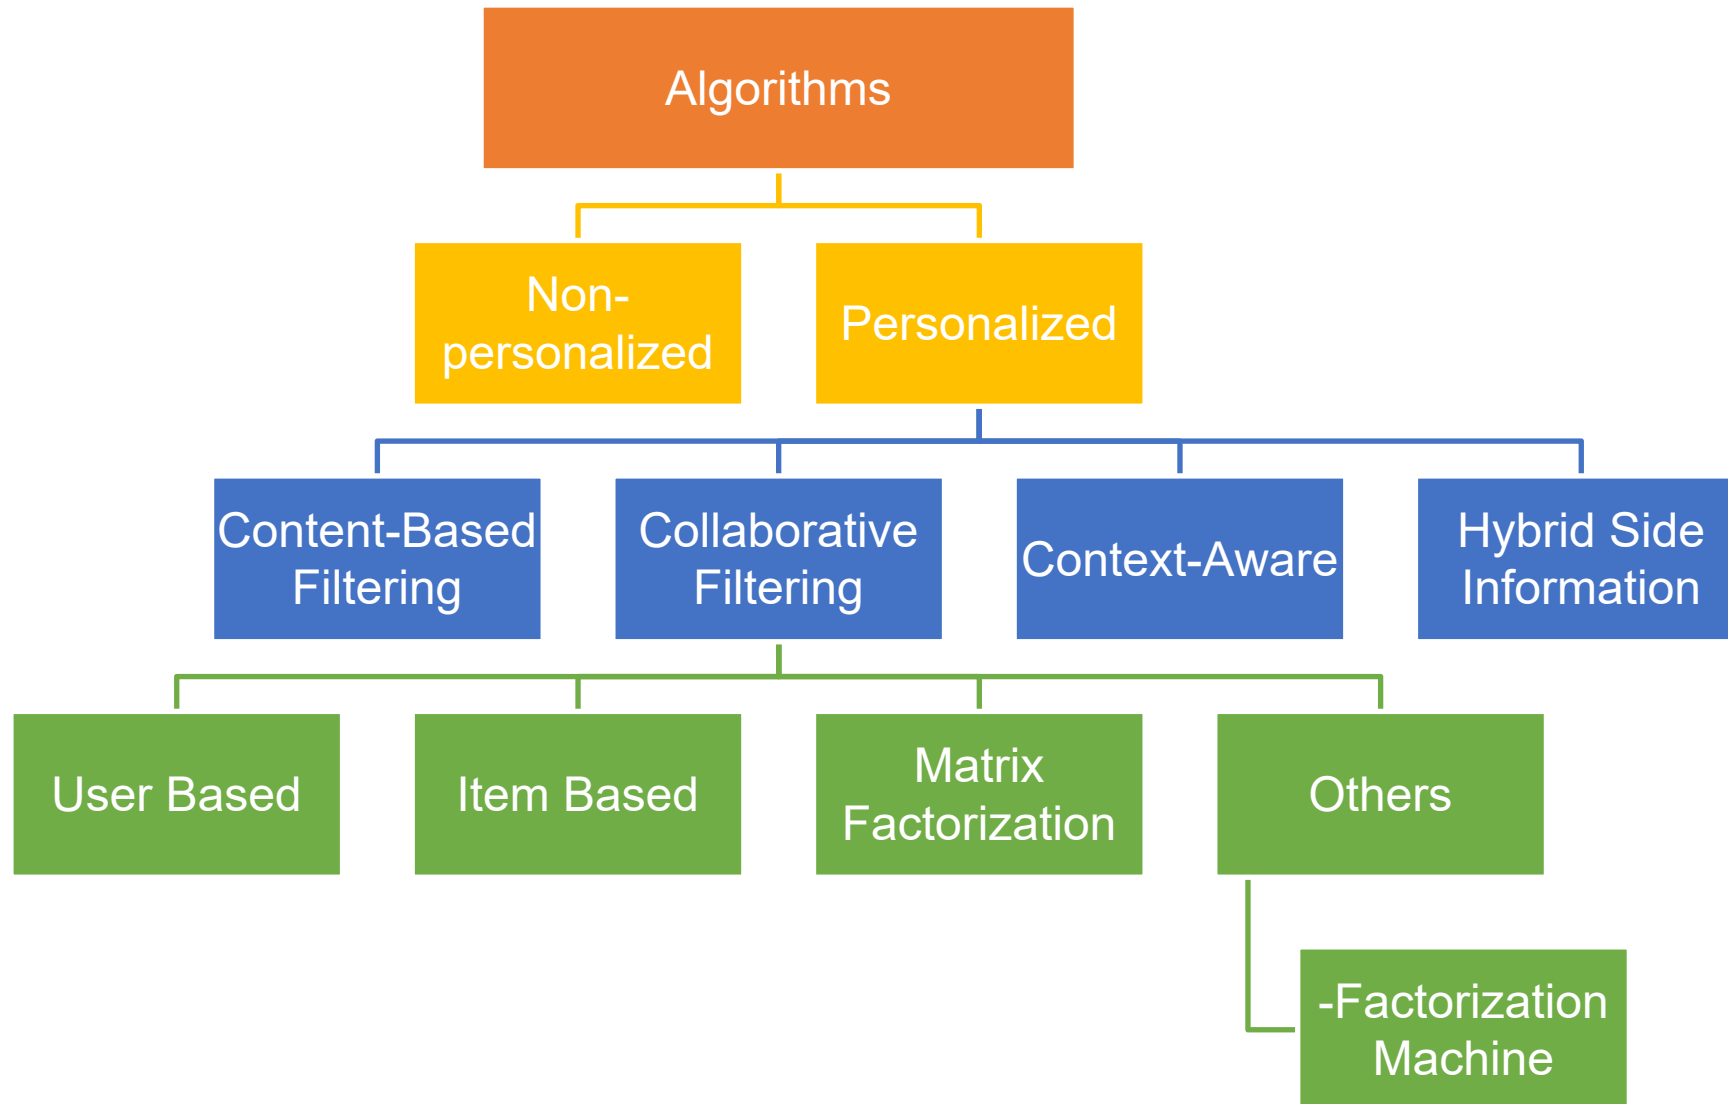 Algorithms
Non-
personalized
Personalized
Content-Based
Filtering
Collaborative
Filtering
Context-Aware
Hybrid Side
Information
User Based
Item Based
Matrix
Factorization
Others
-Factorization
Machine